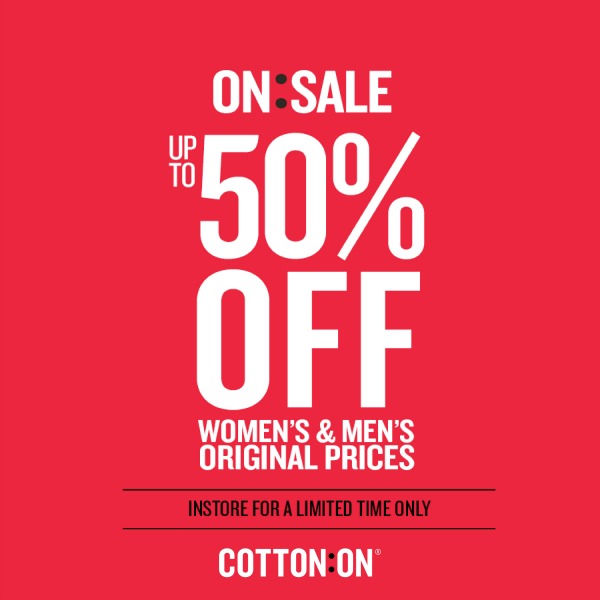 ON:SALE
UP
TO
50%
OFF
WOMEN'S & MEN'S
ORIGINAL PRICES
INSTORE FOR A LIMITED TIME ONLY
COTTON:ON®